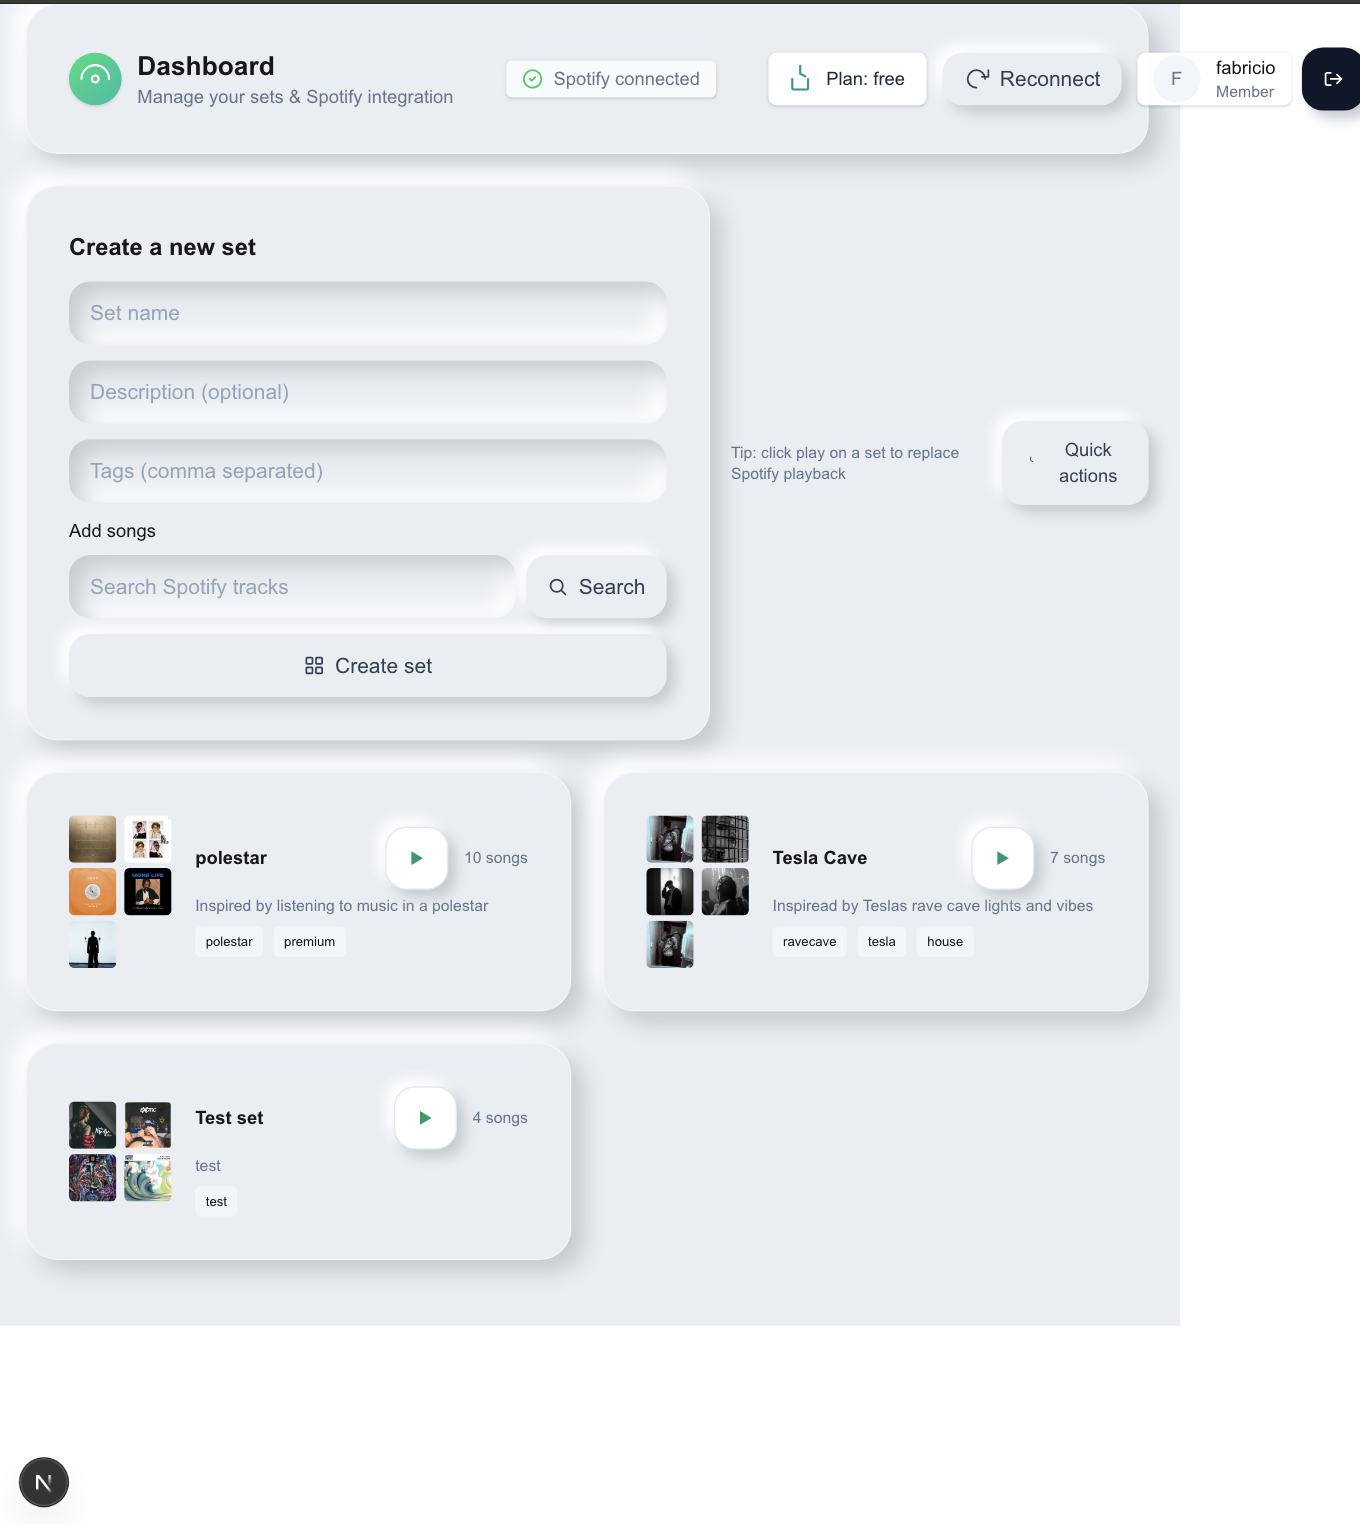 Dashboard
Manage your sets & Spotify integration
Spotify connected
Plan: free
Reconnect
F
fabricio
Member
Create a new set
Set name
Description (optional)
Tags (comma separated)
Add songs
Search Spotify tracks
Search
Create set
Tip: click play on a set to replace
Spotify playback
Quick
actions
MORE LIFE
polestar
10 songs
Inspired by listening to music in a polestar
polestar
premium
Tesla Cave
7 songs
Inspiread by Teslas rave cave lights and vibes
ravecave
tesla
house
Test set
4 songs
test
test
N